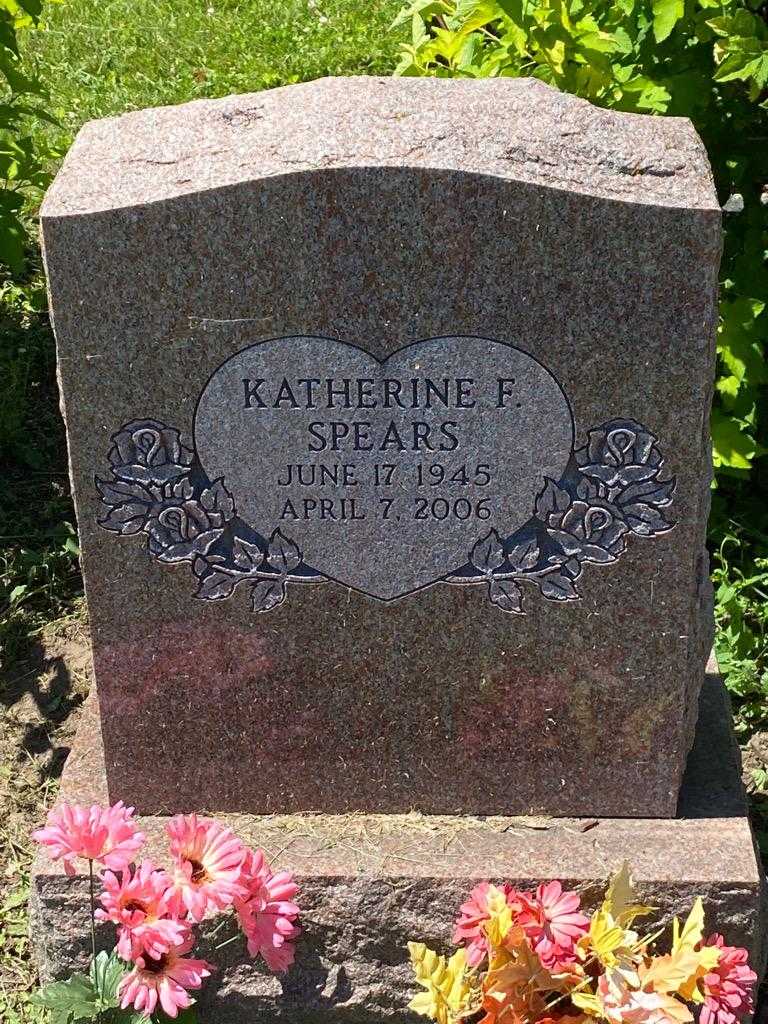 KATHERINE F.
SPEARS
JUNE 17, 1945
APRIL 7, 2006